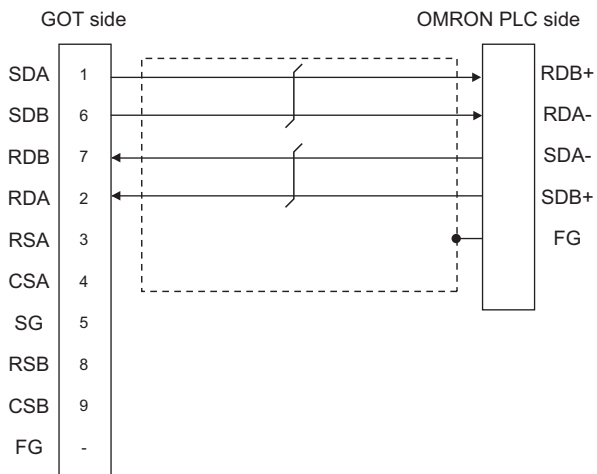 GOT side OMRON PLC side
SDA 1 RDB+
SDB 6 RDA-
RDB 7 SDA-
RDA 2 SDB+
RSA 3 FG
CSA 4
SG 5
RSB 8
CSB 9
FG -